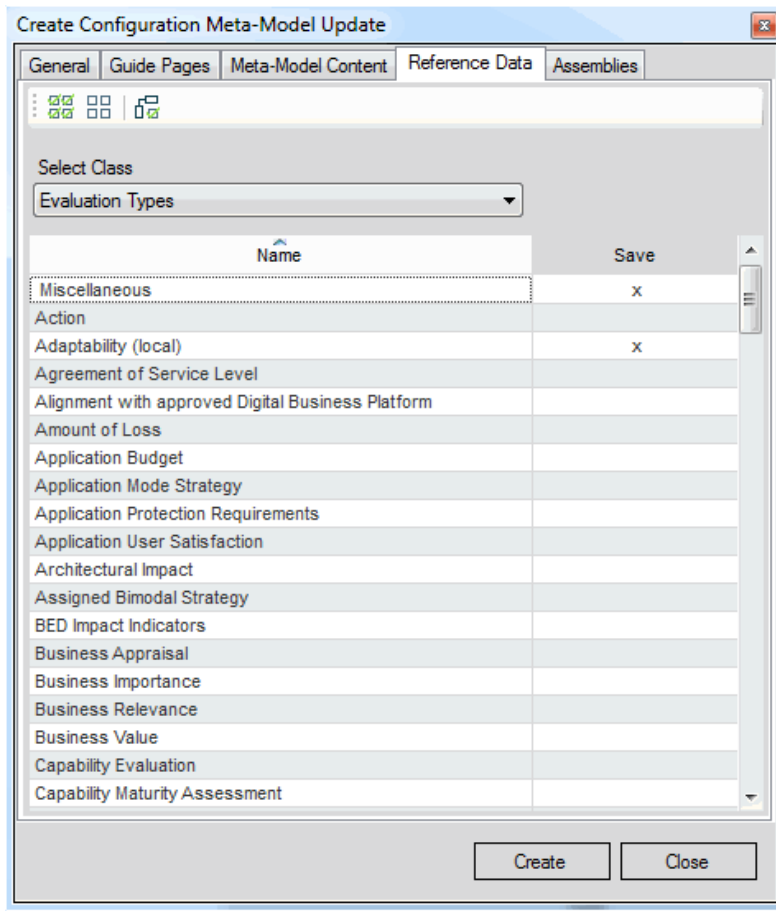 Create Configuration Meta-Model Update
General Guide Pages Meta-Model Content Reference Data Assemblies
Select Class
Evaluation Types
Name Save
Miscellaneous x
Action
Adaptability (local) x
Agreement of Service Level
Alignment with approved Digital Business Platform
Amount of Loss
Application Budget
Application Mode Strategy
Application Protection Requirements
Application User Satisfaction
Architectural Impact
Assigned Bimodal Strategy
BED Impact Indicators
Business Appraisal
Business Importance
Business Relevance
Business Value
Capability Evaluation
Capability Maturity Assessment
Create Close